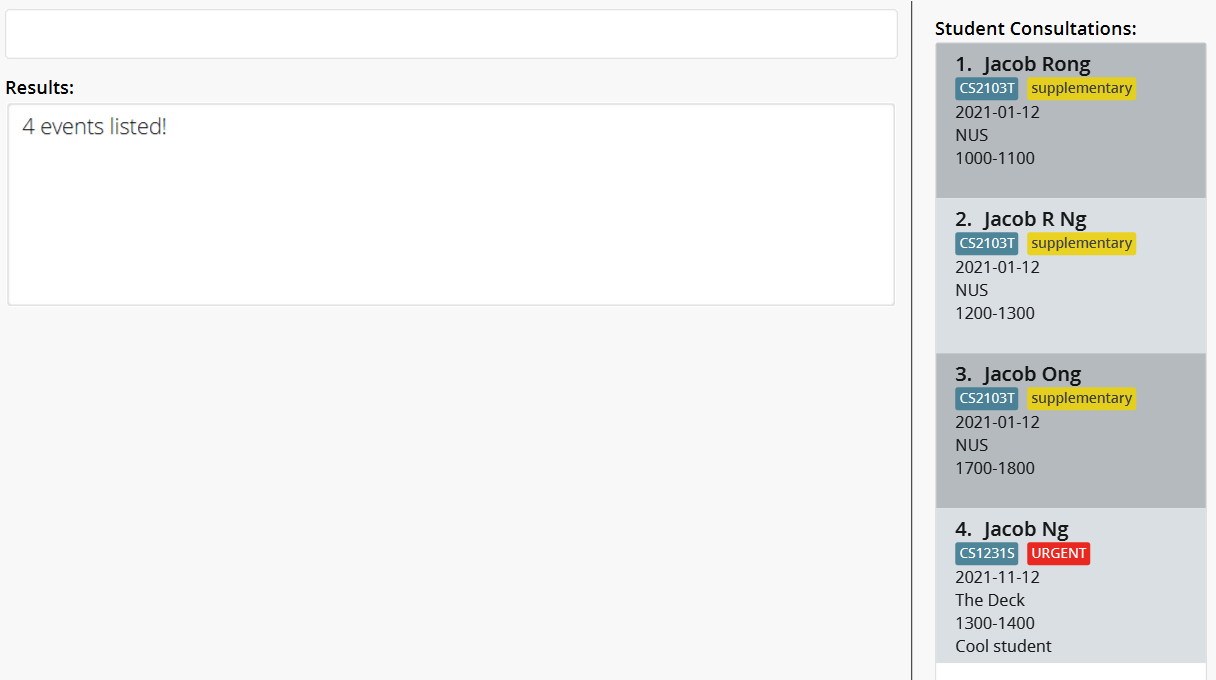 Results:
4 events listed!
Student Consultations:
1. Jacob Rong
CS2103T supplementary
2021-01-12
NUS
1000-1100
2. Jacob R Ng
CS2103T supplementary
2021-01-12
NUS
1200-1300
3. Jacob Ong
CS2103T supplementary
2021-01-12
NUS
1700-1800
4. Jacob Ng
CS1231S URGENT
2021-11-12
The Deck
1300-1400
Cool student